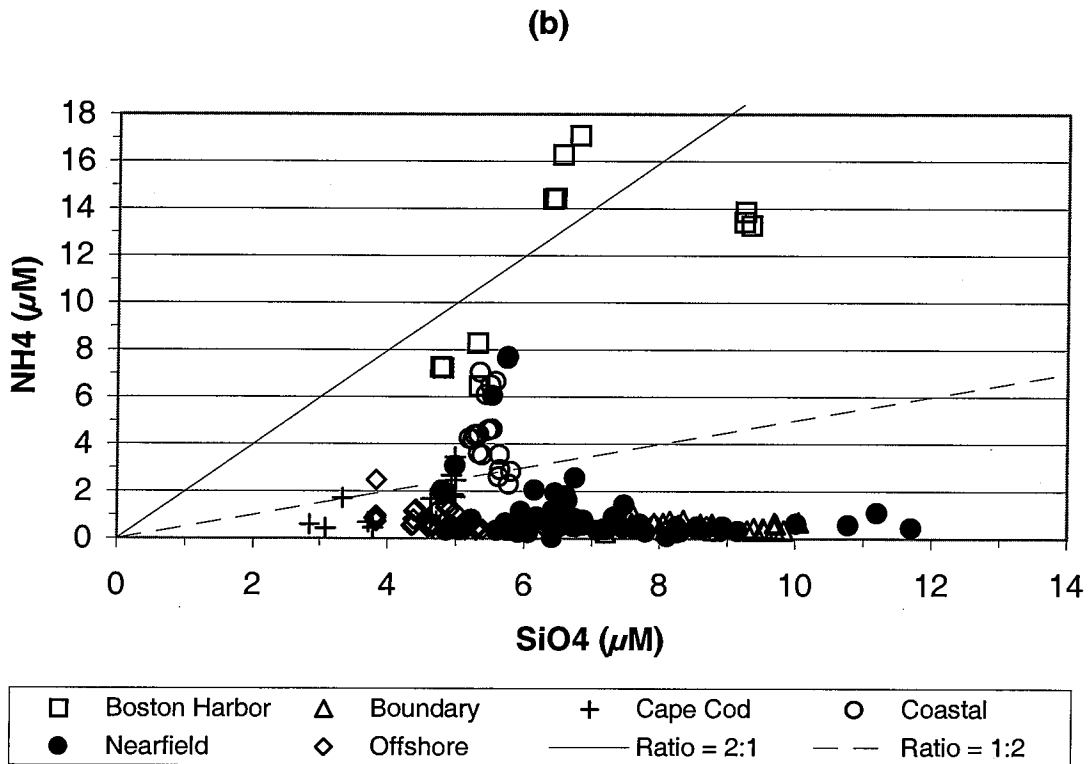 (b)
18
16
14
12
10
8
6
4
2
0
NH4 (µM)
0 2 4 6 8 10 12 14
SiO4 (µM)
Boston Harbor Boundary Cape Cod Coastal
Nearfield Offshore Ratio = 2:1 Ratio = 1:2